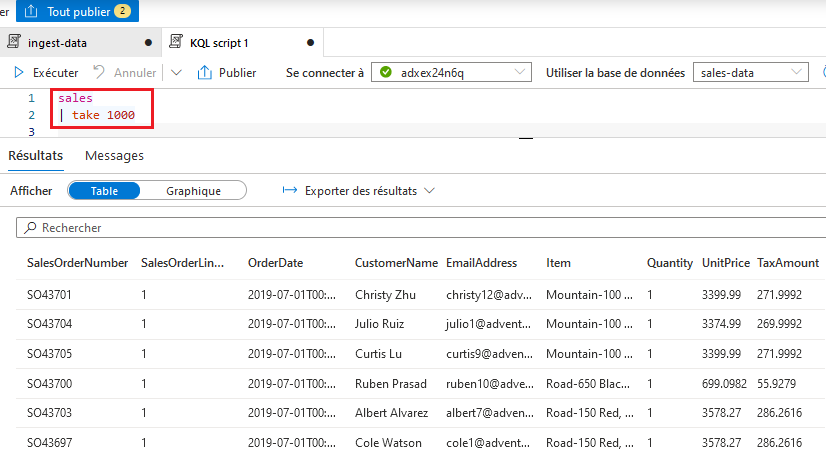 er Tout publier 2
ingest-data KQL script 1
Exécuter Annuler Publier Se connecter à adxex24n6q Utiliser la base de données sales-data
1 sales
2 | take 1000
3
Résultats Messages
Afficher Table Graphique Exporter des résultats
Rechercher
SalesOrderNumber SalesOrderLin... OrderDate CustomerName EmailAddress Item Quantity UnitPrice TaxAmount
SO43701 1 2019-07-01T00:... Christy Zhu christy12@adv... Mountain-100 ... 1 3399.99 271.9992
SO43704 1 2019-07-01T00:... Julio Ruiz julio1@advent... Mountain-100 ... 1 3374.99 269.9992
SO43705 1 2019-07-01T00:... Curtis Lu curtis9@adven... Mountain-100 ... 1 3399.99 271.9992
SO43700 1 2019-07-01T00:... Ruben Prasad ruben10@adve... Road-650 Blac... 1 699.0982 55.9279
SO43703 1 2019-07-01T00:... Albert Alvarez albert7@adven... Road-150 Red, ... 1 3578.27 286.2616
SO43697 1 2019-07-01T00:... Cole Watson cole1@advent... Road-150 Red, ... 1 3578.27 286.2616